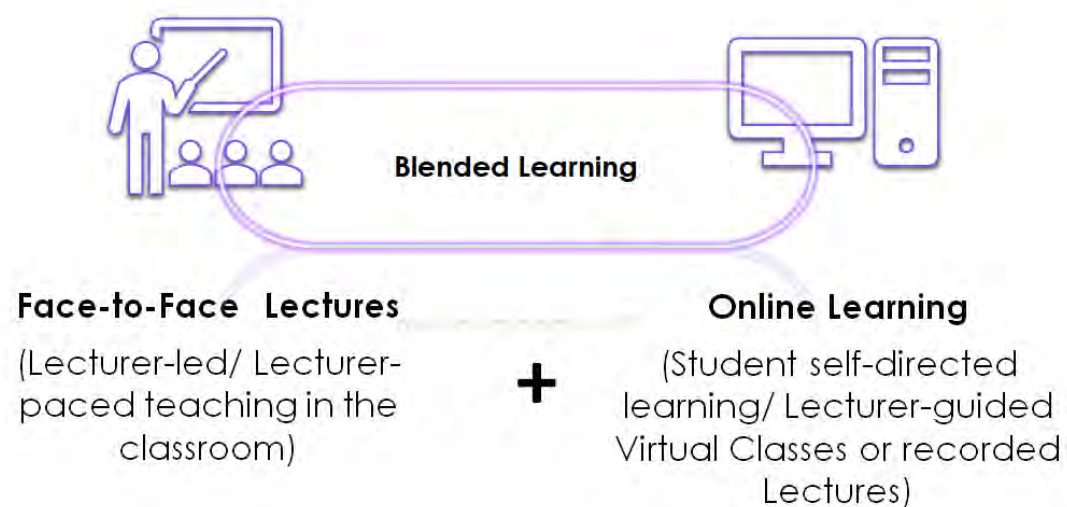 Blended Learning
Face-to-Face Lectures
(Lecturer-led/ Lecturer-
paced teaching in the
classroom)
+
Online Learning
(Student self-directed
learning/ Lecturer-guided
Virtual Classes or recorded
Lectures)